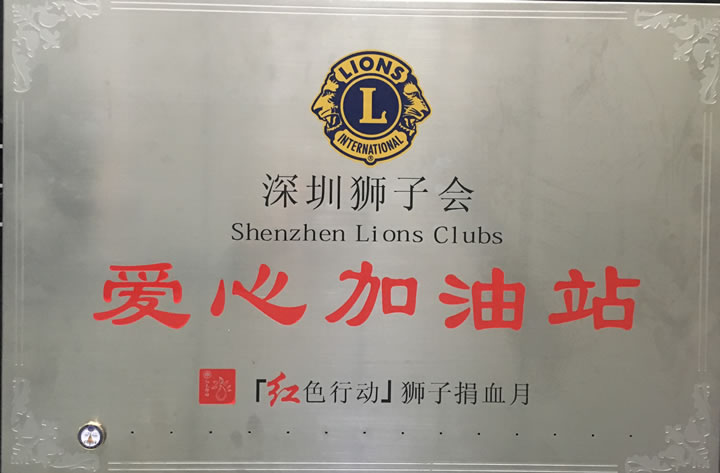 LIONS
L
INTERNATIONAL
®
深圳狮子会
Shenzhen Lions Clubs
爱心加油站
「红色行动」狮子捐血月